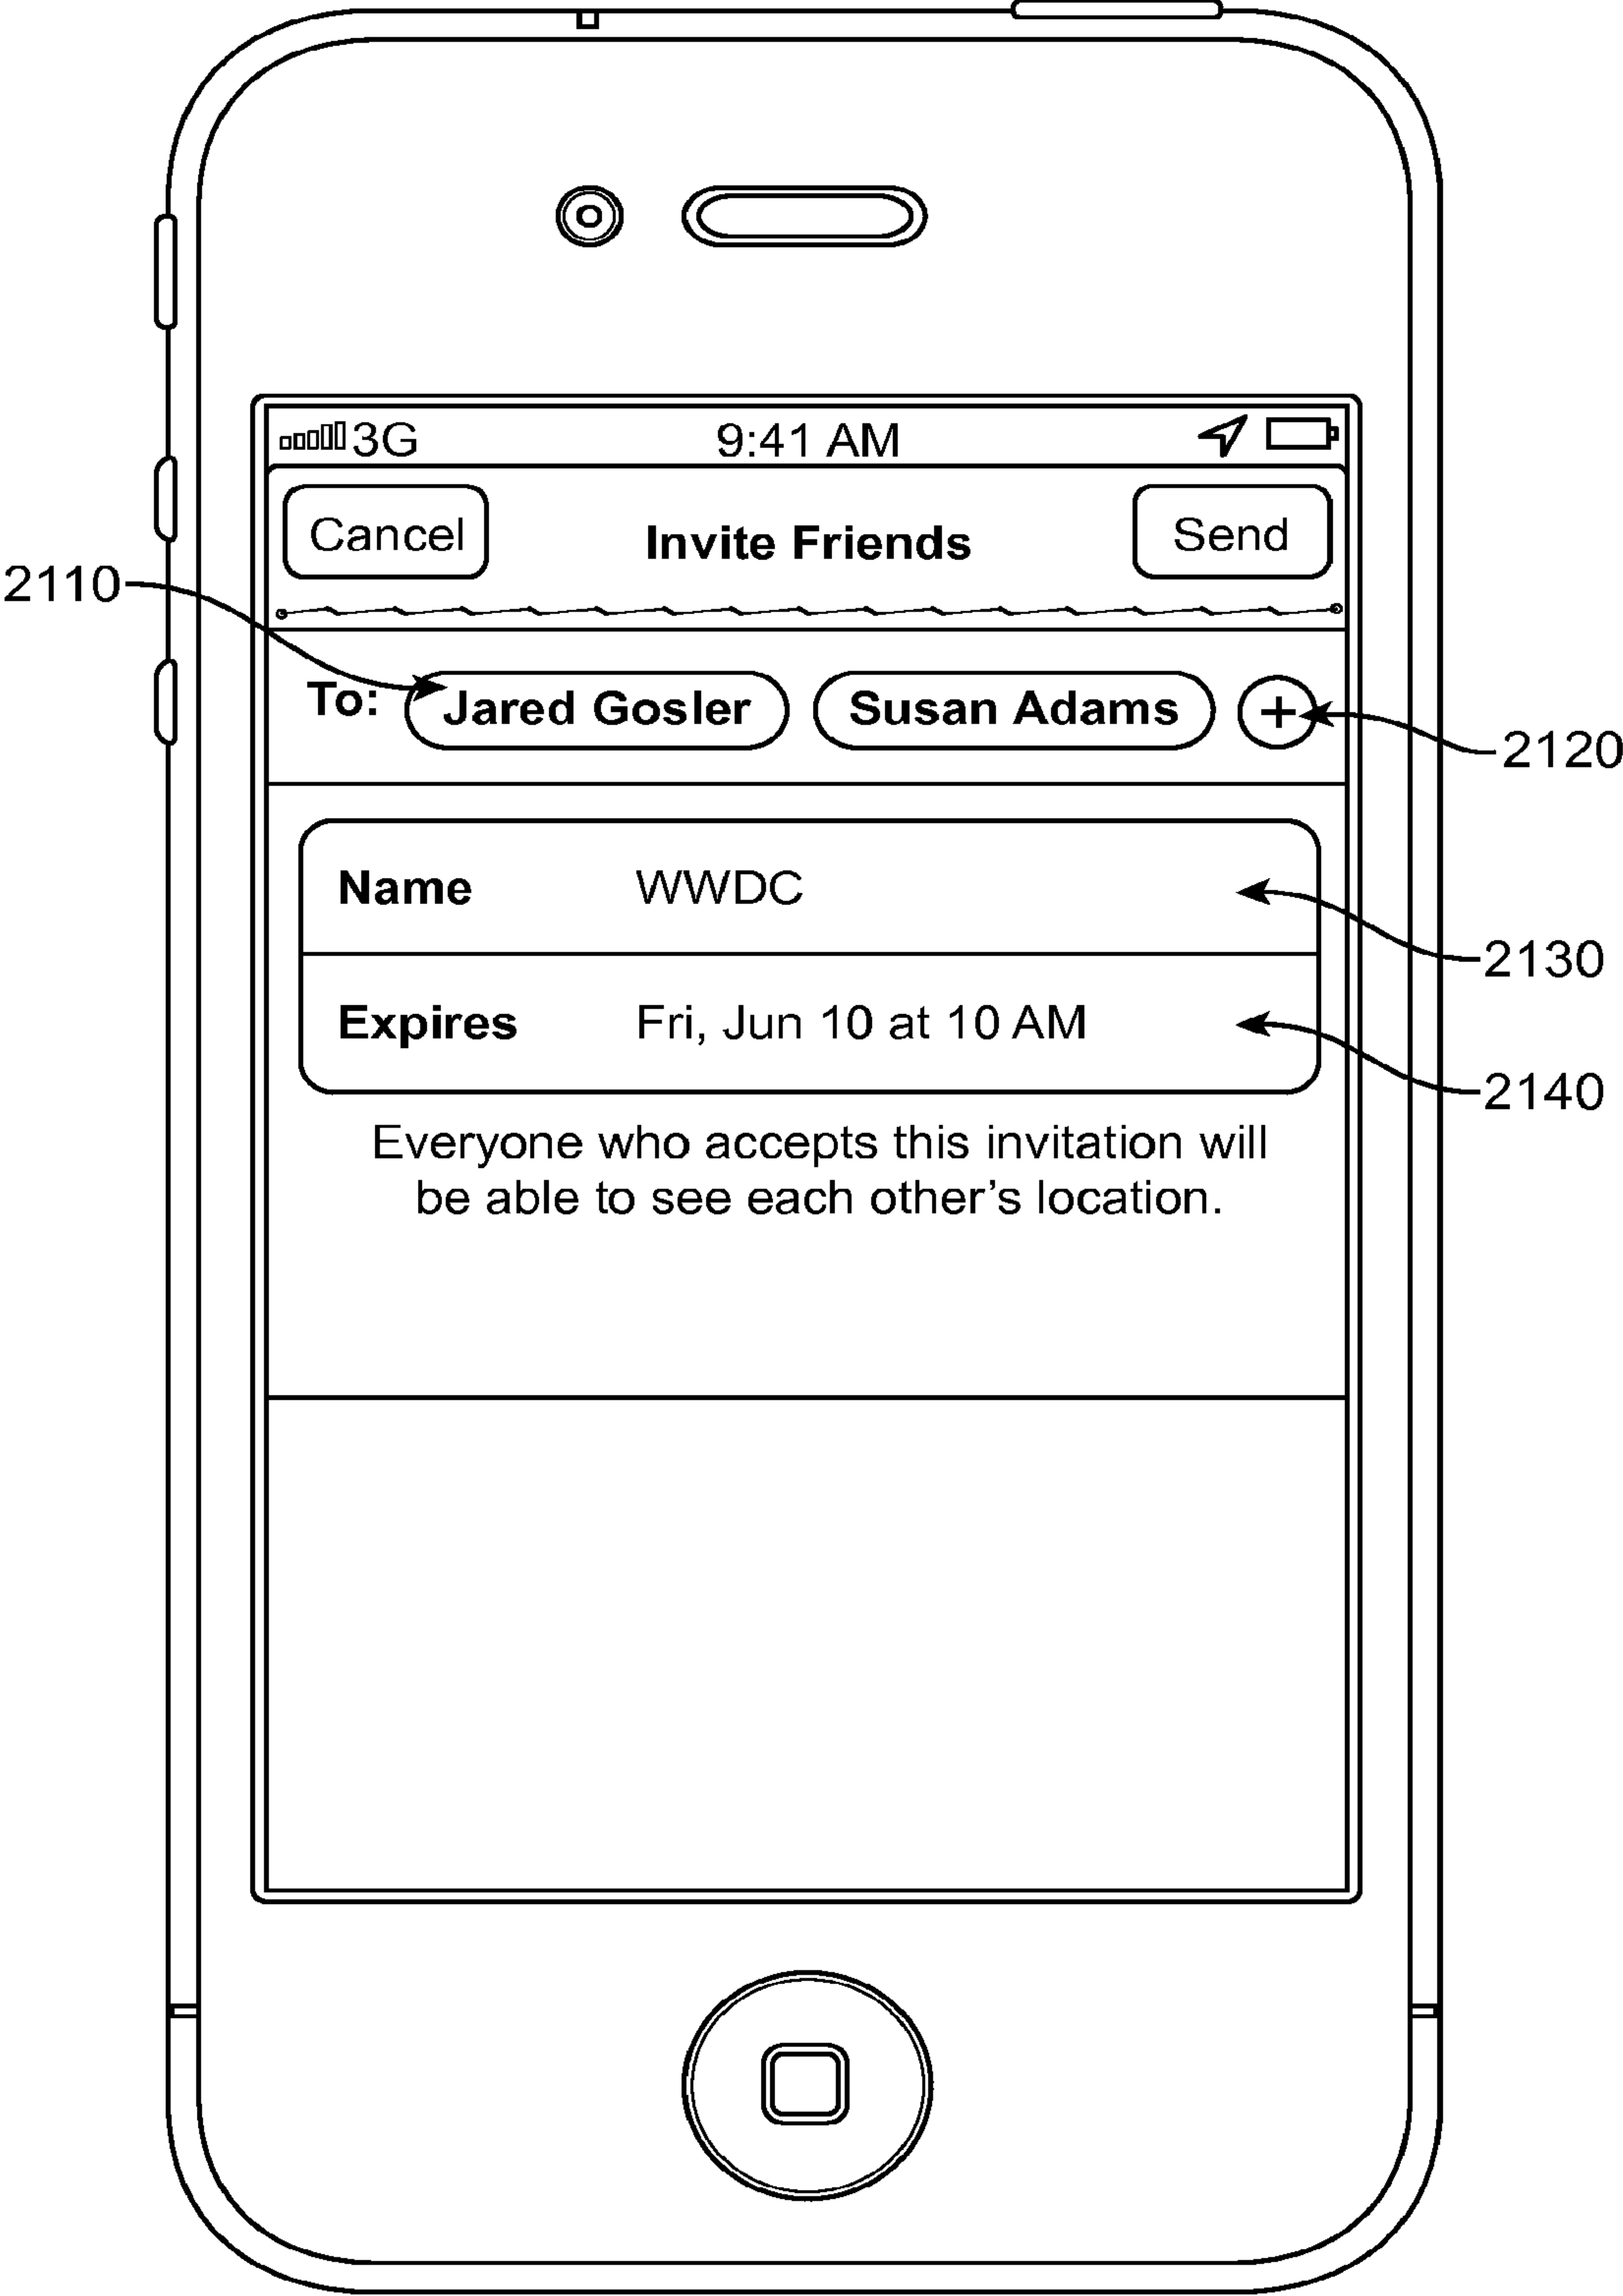 3G 9:41 AM
Cancel Invite Friends Send
2110
To: Jared Gosler Susan Adams +
2120
Name WWDC
2130
Expires Fri, Jun 10 at 10 AM
2140
Everyone who accepts this invitation will
be able to see each other’s location.